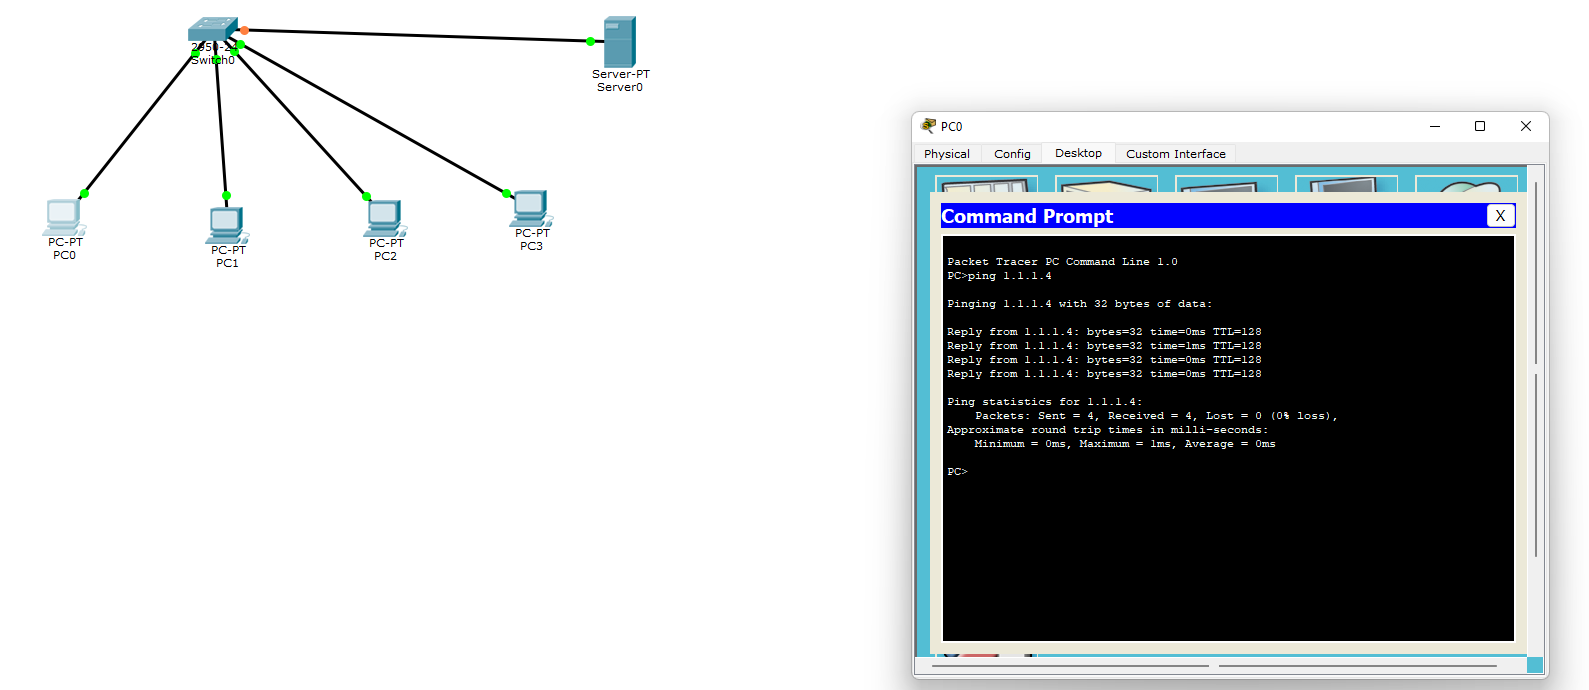 2950-24
Switch0
Server-PT
Server0
PC-PT
PC0
PC-PT
PC1
PC-PT
PC2
PC-PT
PC3
PC0
Physical Config Desktop Custom Interface
Command Prompt X
Packet Tracer PC Command Line 1.0
PC>ping 1.1.1.4
Pinging 1.1.1.4 with 32 bytes of data:
Reply from 1.1.1.4: bytes=32 time=0ms TTL=128
Reply from 1.1.1.4: bytes=32 time=1ms TTL=128
Reply from 1.1.1.4: bytes=32 time=0ms TTL=128
Reply from 1.1.1.4: bytes=32 time=0ms TTL=128
Ping statistics for 1.1.1.4:
Packets: Sent = 4, Received = 4, Lost = 0 (0% loss),
Approximate round trip times in milli-seconds:
Minimum = 0ms, Maximum = 1ms, Average = 0ms
PC>